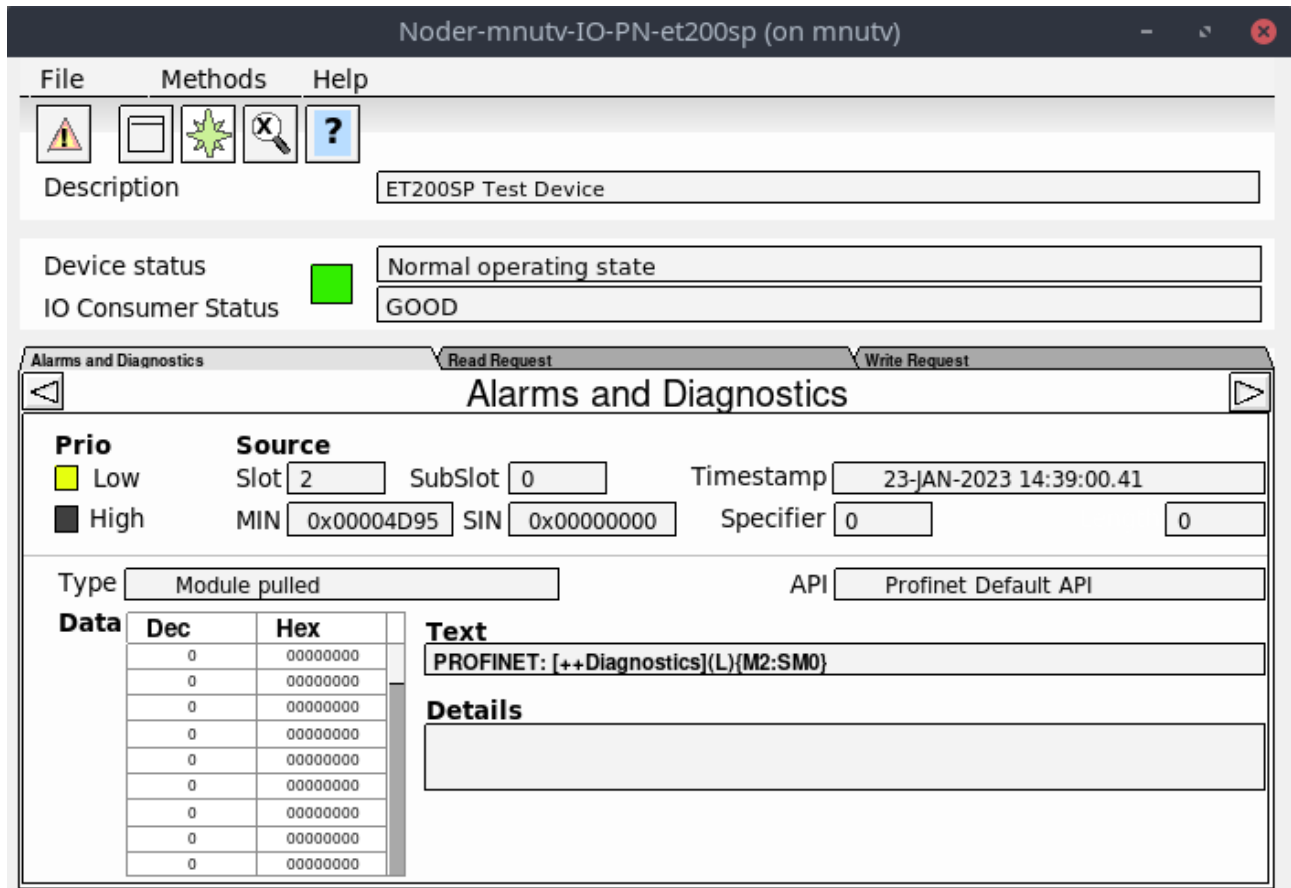 Noder-mnutv-IO-PN-et200sp (on mnutv)
File Methods Help
?
Description ET200SP Test Device
Device status Normal operating state
IO Consumer Status GOOD
Alarms and Diagnostics Read Request Write Request
Alarms and Diagnostics
Prio Source
Low Slot 2 SubSlot 0 Timestamp 23-JAN-2023 14:39:00.41
High MIN 0x00004D95 SIN 0x00000000 Specifier 0 0
Type Module pulled API Profinet Default API
Data Dec Hex Text
0 00000000 PROFINET: [++Diagnostics](L){M2:SM0}
0 00000000
0 00000000 Details
0 00000000
0 00000000
0 00000000
0 00000000
0 00000000
0 00000000